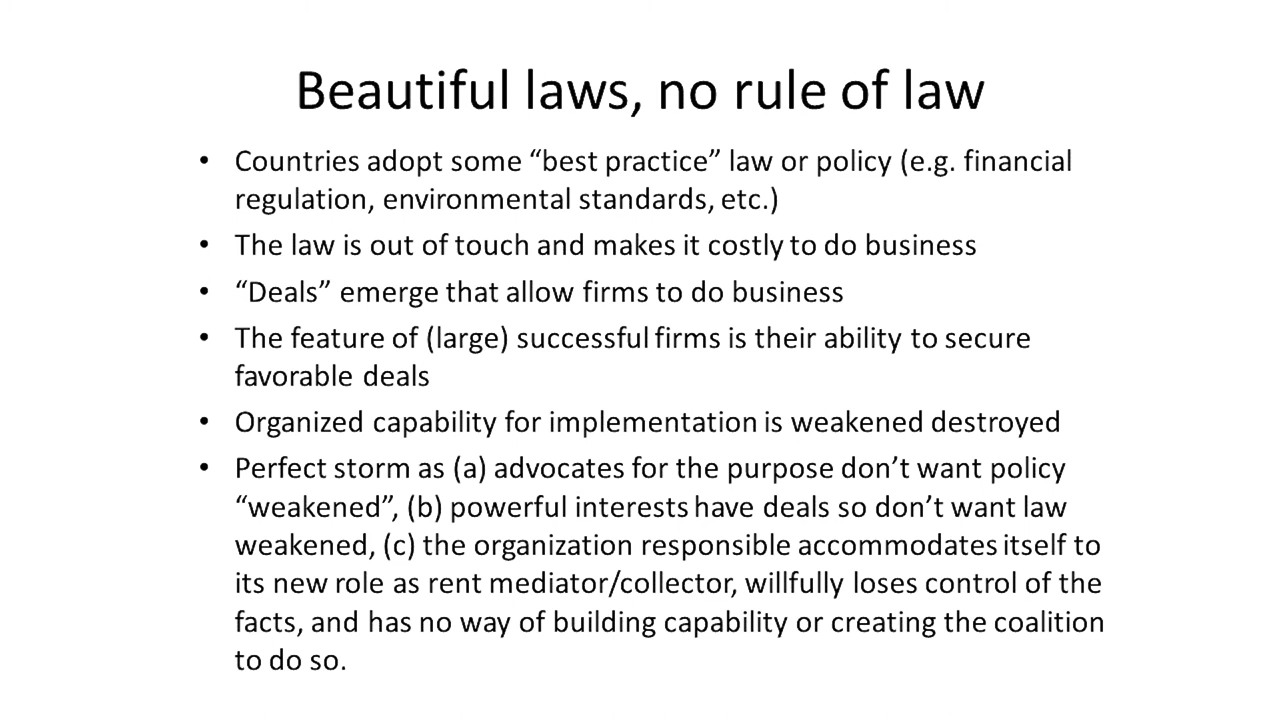 Beautiful laws, no rule of law
• Countries adopt some “best practice” law or policy (e.g. financial
regulation, environmental standards, etc.)
• The law is out of touch and makes it costly to do business
• “Deals” emerge that allow firms to do business
• The feature of (large) successful firms is their ability to secure
favorable deals
• Organized capability for implementation is weakened destroyed
• Perfect storm as (a) advocates for the purpose don’t want policy
“weakened”, (b) powerful interests have deals so don’t want law
weakened, (c) the organization responsible accommodates itself to
its new role as rent mediator/collector, willfully loses control of the
facts, and has no way of building capability or creating the coalition
to do so.